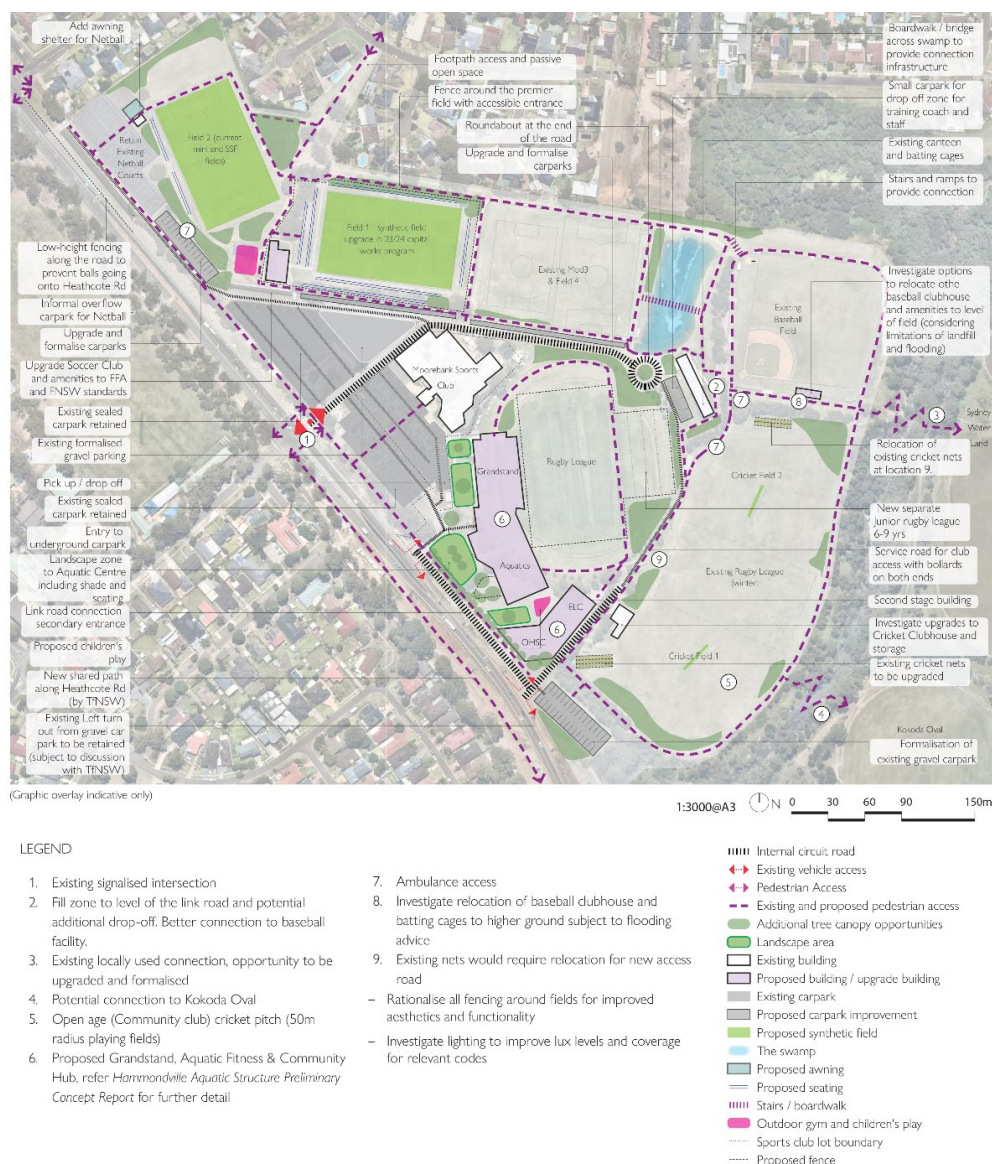 Add awning
shelter for Netball
Footpath access and passive
open space
Fence around the premier
field with accessible entrance
Roundabout at the end
of the road
Upgrade and formalise
carparks
Boardwalk / bridge
across swamp to
provide connection
infrastructure
Small carpark for
drop off zone for
training coach and
staff
Existing canteen
and batting cages
Stairs and ramps to
provide connection
Investigate options
to relocate othe
baseball clubhouse
and amenities to level
of field (considering
limitations of landfill
and flooding)
3
Sydney
Water
Land
Relocation of
existing cricket nets
at location 9.
New separate
Junior rugby league
6-9 yrs
Service road for club
access with bollards
on both ends
Second stage building
Investigate upgrades to
Cricket Clubhouse and
storage
Existing cricket nets
to be upgraded
4
Kokoda Oval
Formalisation of
existing gravel carpark
Low-height fencing
along the road to
prevent balls going
onto Heathcote Rd
Informal overflow
carpark for Netball
Upgrade and
formalise carparks
Upgrade Soccer Club
and amenities to FFA
and FNSW standards
Existing sealed
carpark retained
Existing formalised
gravel parking
Pick up / drop off
Existing sealed
carpark retained
Entry to
underground carpark
Landscape zone
to Aquatic Centre
including shade and
seating
Link road connection
secondary entrance
Proposed children's
play
New shared path
along Heathcote Rd
(by TfNSW)
Existing Left turn
out from gravel car
park to be retained
(subject to discussion
with TfNSW)
Retain
Existing
Netball
Courts
Field 2 (current
mini and SSF
fields)
7
Field 1 - synthetic field
upgrade in 23/24 capital
works program
Existing Mod3
& Field 4
Existing
Baseball
Field
Moorebank Sports
Club
1
2
7
8
7
Grandstand
Rugby League
6
Aquatics
Cricket Field 2
9
Existing Rugby League
(winter)
ELC
6
OHSC
Cricket Field 1
5
(Graphic overlay indicative only)
1:3000@A3
N
0 30 60 90 150m
LEGEND
1. Existing signalised intersection
2. Fill zone to level of the link road and potential
additional drop-off. Better connection to baseball
facility.
3. Existing locally used connection, opportunity to be
upgraded and formalised
4. Potential connection to Kokoda Oval
5. Open age (Community club) cricket pitch (50m
radius playing fields)
6. Proposed Grandstand, Aquatic Fitness & Community
Hub, refer Hammondville Aquatic Structure Preliminary
Concept Report for further detail
7. Ambulance access
8. Investigate relocation of baseball clubhouse and
batting cages to higher ground subject to flooding
advice
9. Existing nets would require relocation for new access
road
– Rationalise all fencing around fields for improved
aesthetics and functionality
– Investigate lighting to improve lux levels and coverage
for relevant codes
Internal circuit road
Existing vehicle access
Pedestrian Access
Existing and proposed pedestrian access
Additional tree canopy opportunities
Landscape area
Existing building
Proposed building / upgrade building
Existing carpark
Proposed carpark improvement
Proposed synthetic field
The swamp
Proposed awning
Proposed seating
Stairs / boardwalk
Outdoor gym and children's play
Sports club lot boundary
Proposed fence